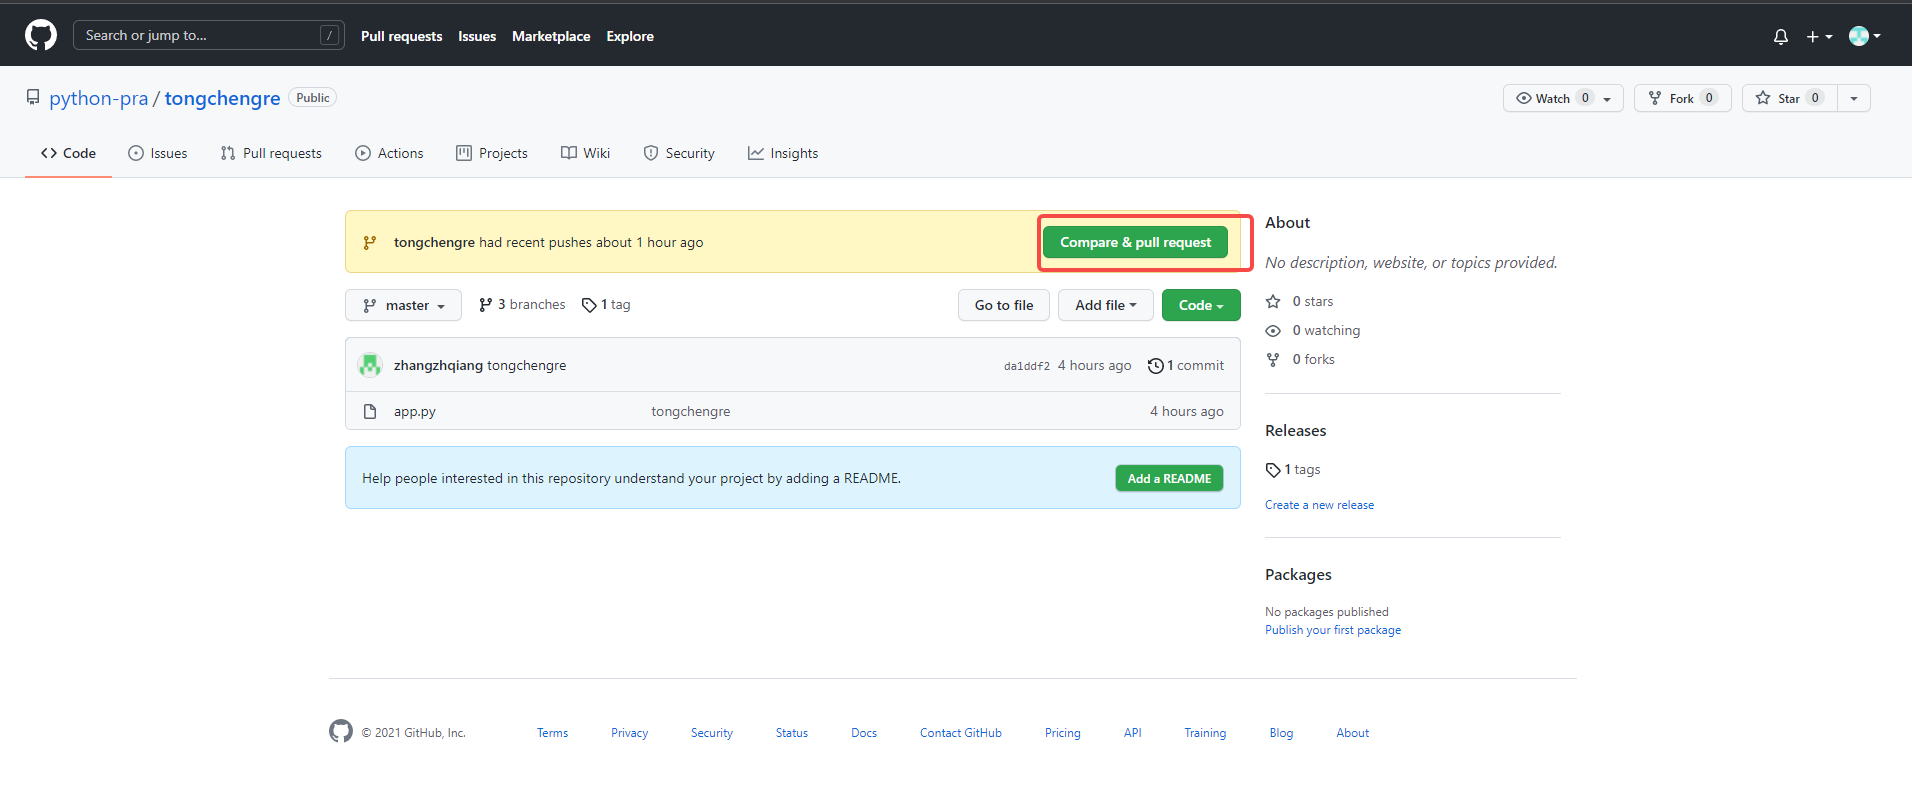 Search or jump to... / Pull requests Issues Marketplace Explore
python-pra / tongchengre Public Watch 0 Fork 0 Star 0
Code Issues Pull requests Actions Projects Wiki Security Insights
tongchengre had recent pushes about 1 hour ago Compare & pull request
master 3 branches 1 tag Go to file Add file Code
zhangzhqiang tongchengre da1ddf2 4 hours ago 1 commit
app.py tongchengre 4 hours ago
Help people interested in this repository understand your project by adding a README. Add a README
About
No description, website, or topics provided.
0 stars
0 watching
0 forks
Releases
1 tags
Create a new release
Packages
No packages published
Publish your first package
© 2021 GitHub, Inc. Terms Privacy Security Status Docs Contact GitHub Pricing API Training Blog About